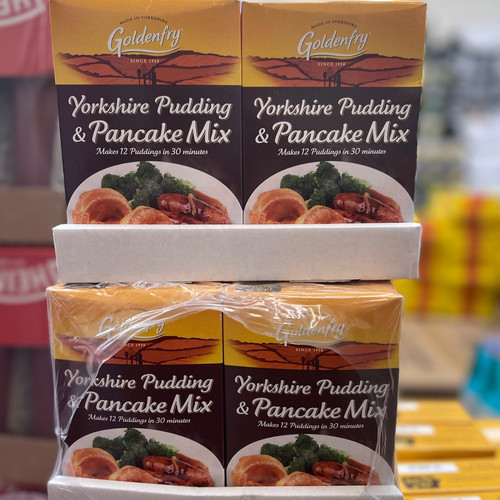 MADE IN YORKSHIRE MADE IN YORKSHIRE
Goldenfry Goldenfry
SINCE 1938 SINCE 1938
Yorkshire Pudding Yorkshire Pudding
& Pancake Mix & Pancake Mix
Makes 12 Puddings in 30 minutes Makes 12 Puddings in 30 minutes
Goldenfry Goldenfry
SINCE 1938
Yorkshire Pudding Yorkshire Pudding
& Pancake Mix & Pancake Mix
Makes 12 Puddings in 30 minutes Makes 12 Puddings in 30 minutes